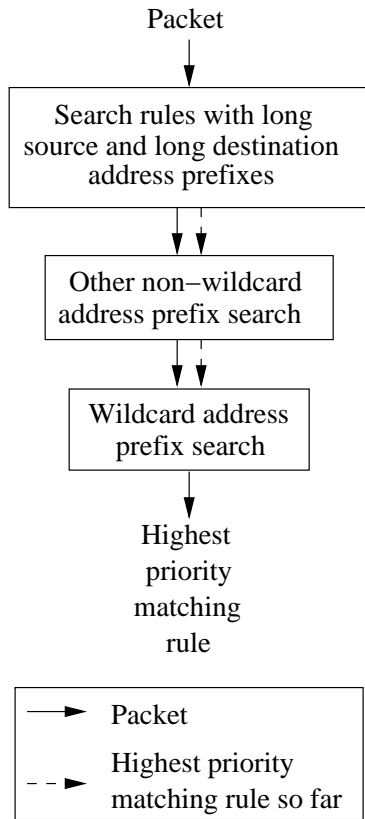 Packet
Search rules with long
source and long destination
address prefixes
Other non−wildcard
address prefix search
Wildcard address
prefix search
Highest
priority
matching
rule
Packet
Highest priority
matching rule so far